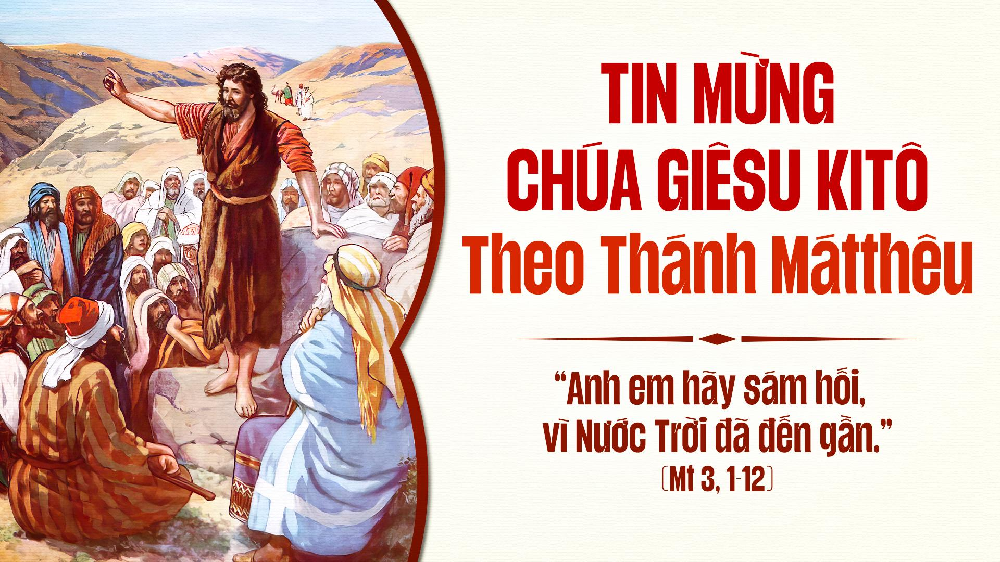 TIN MỪNG
CHÚA GIÊSU KITÔ
Theo Thánh Mátthêu
“Anh em hãy sám hối,
vì Nước Trời đã đến gần.”
(Mt 3, 1-12)